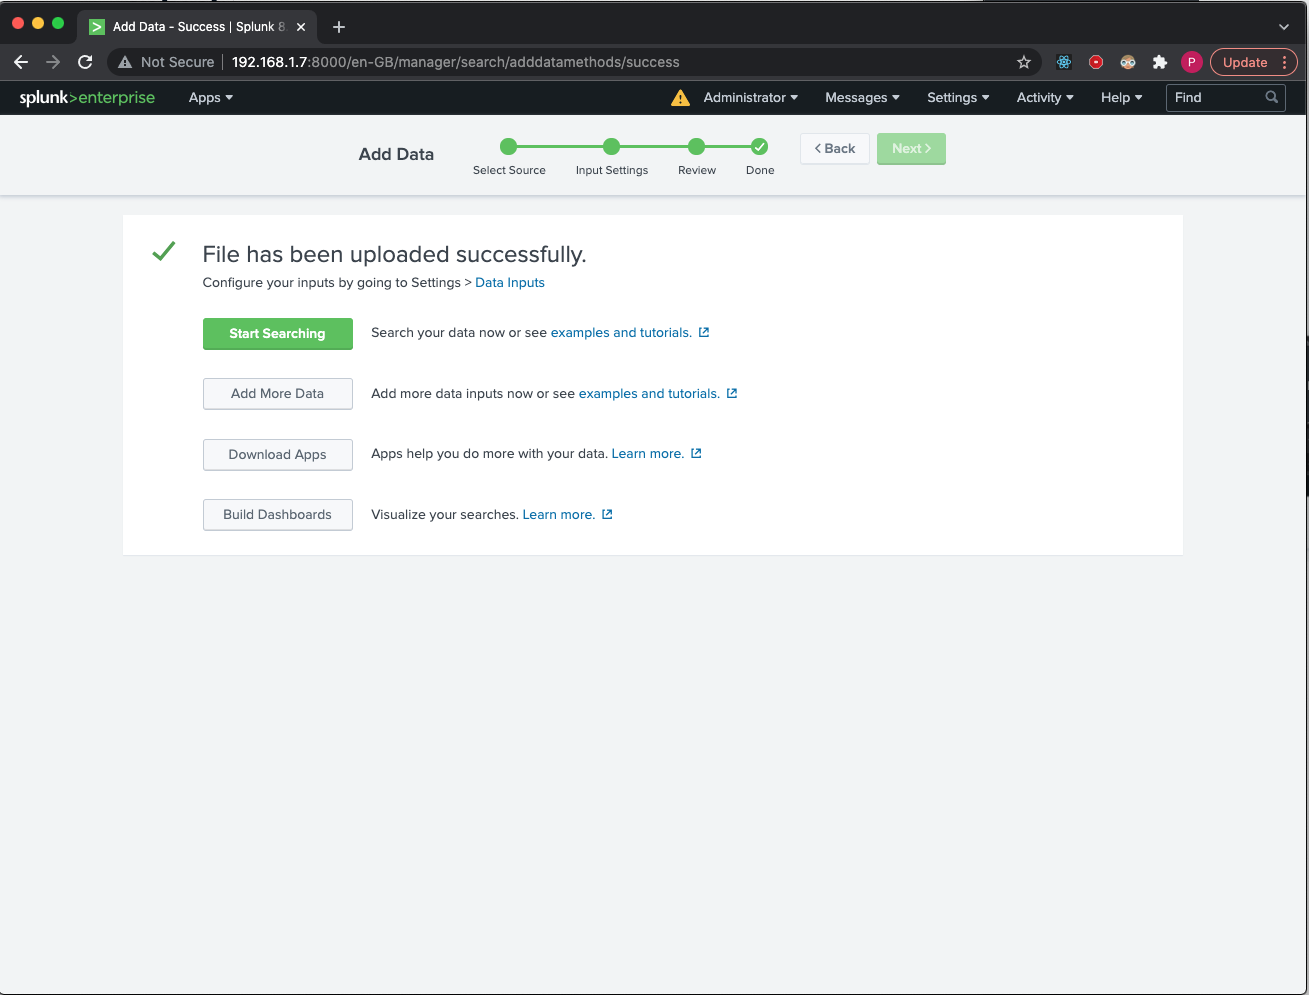 Add Data - Success | Splunk 8.
Not Secure 192.168.1.7:8000/en-GB/manager/search/adddatamethods/success P Update
splunk>enterprise Apps Administrator Messages Settings Activity Help Find
Add Data
Select Source Input Settings Review Done
Back Next
File has been uploaded successfully.
Configure your inputs by going to Settings > Data Inputs
Start Searching Search your data now or see examples and tutorials.
Add More Data Add more data inputs now or see examples and tutorials.
Download Apps Apps help you do more with your data. Learn more.
Build Dashboards Visualize your searches. Learn more.